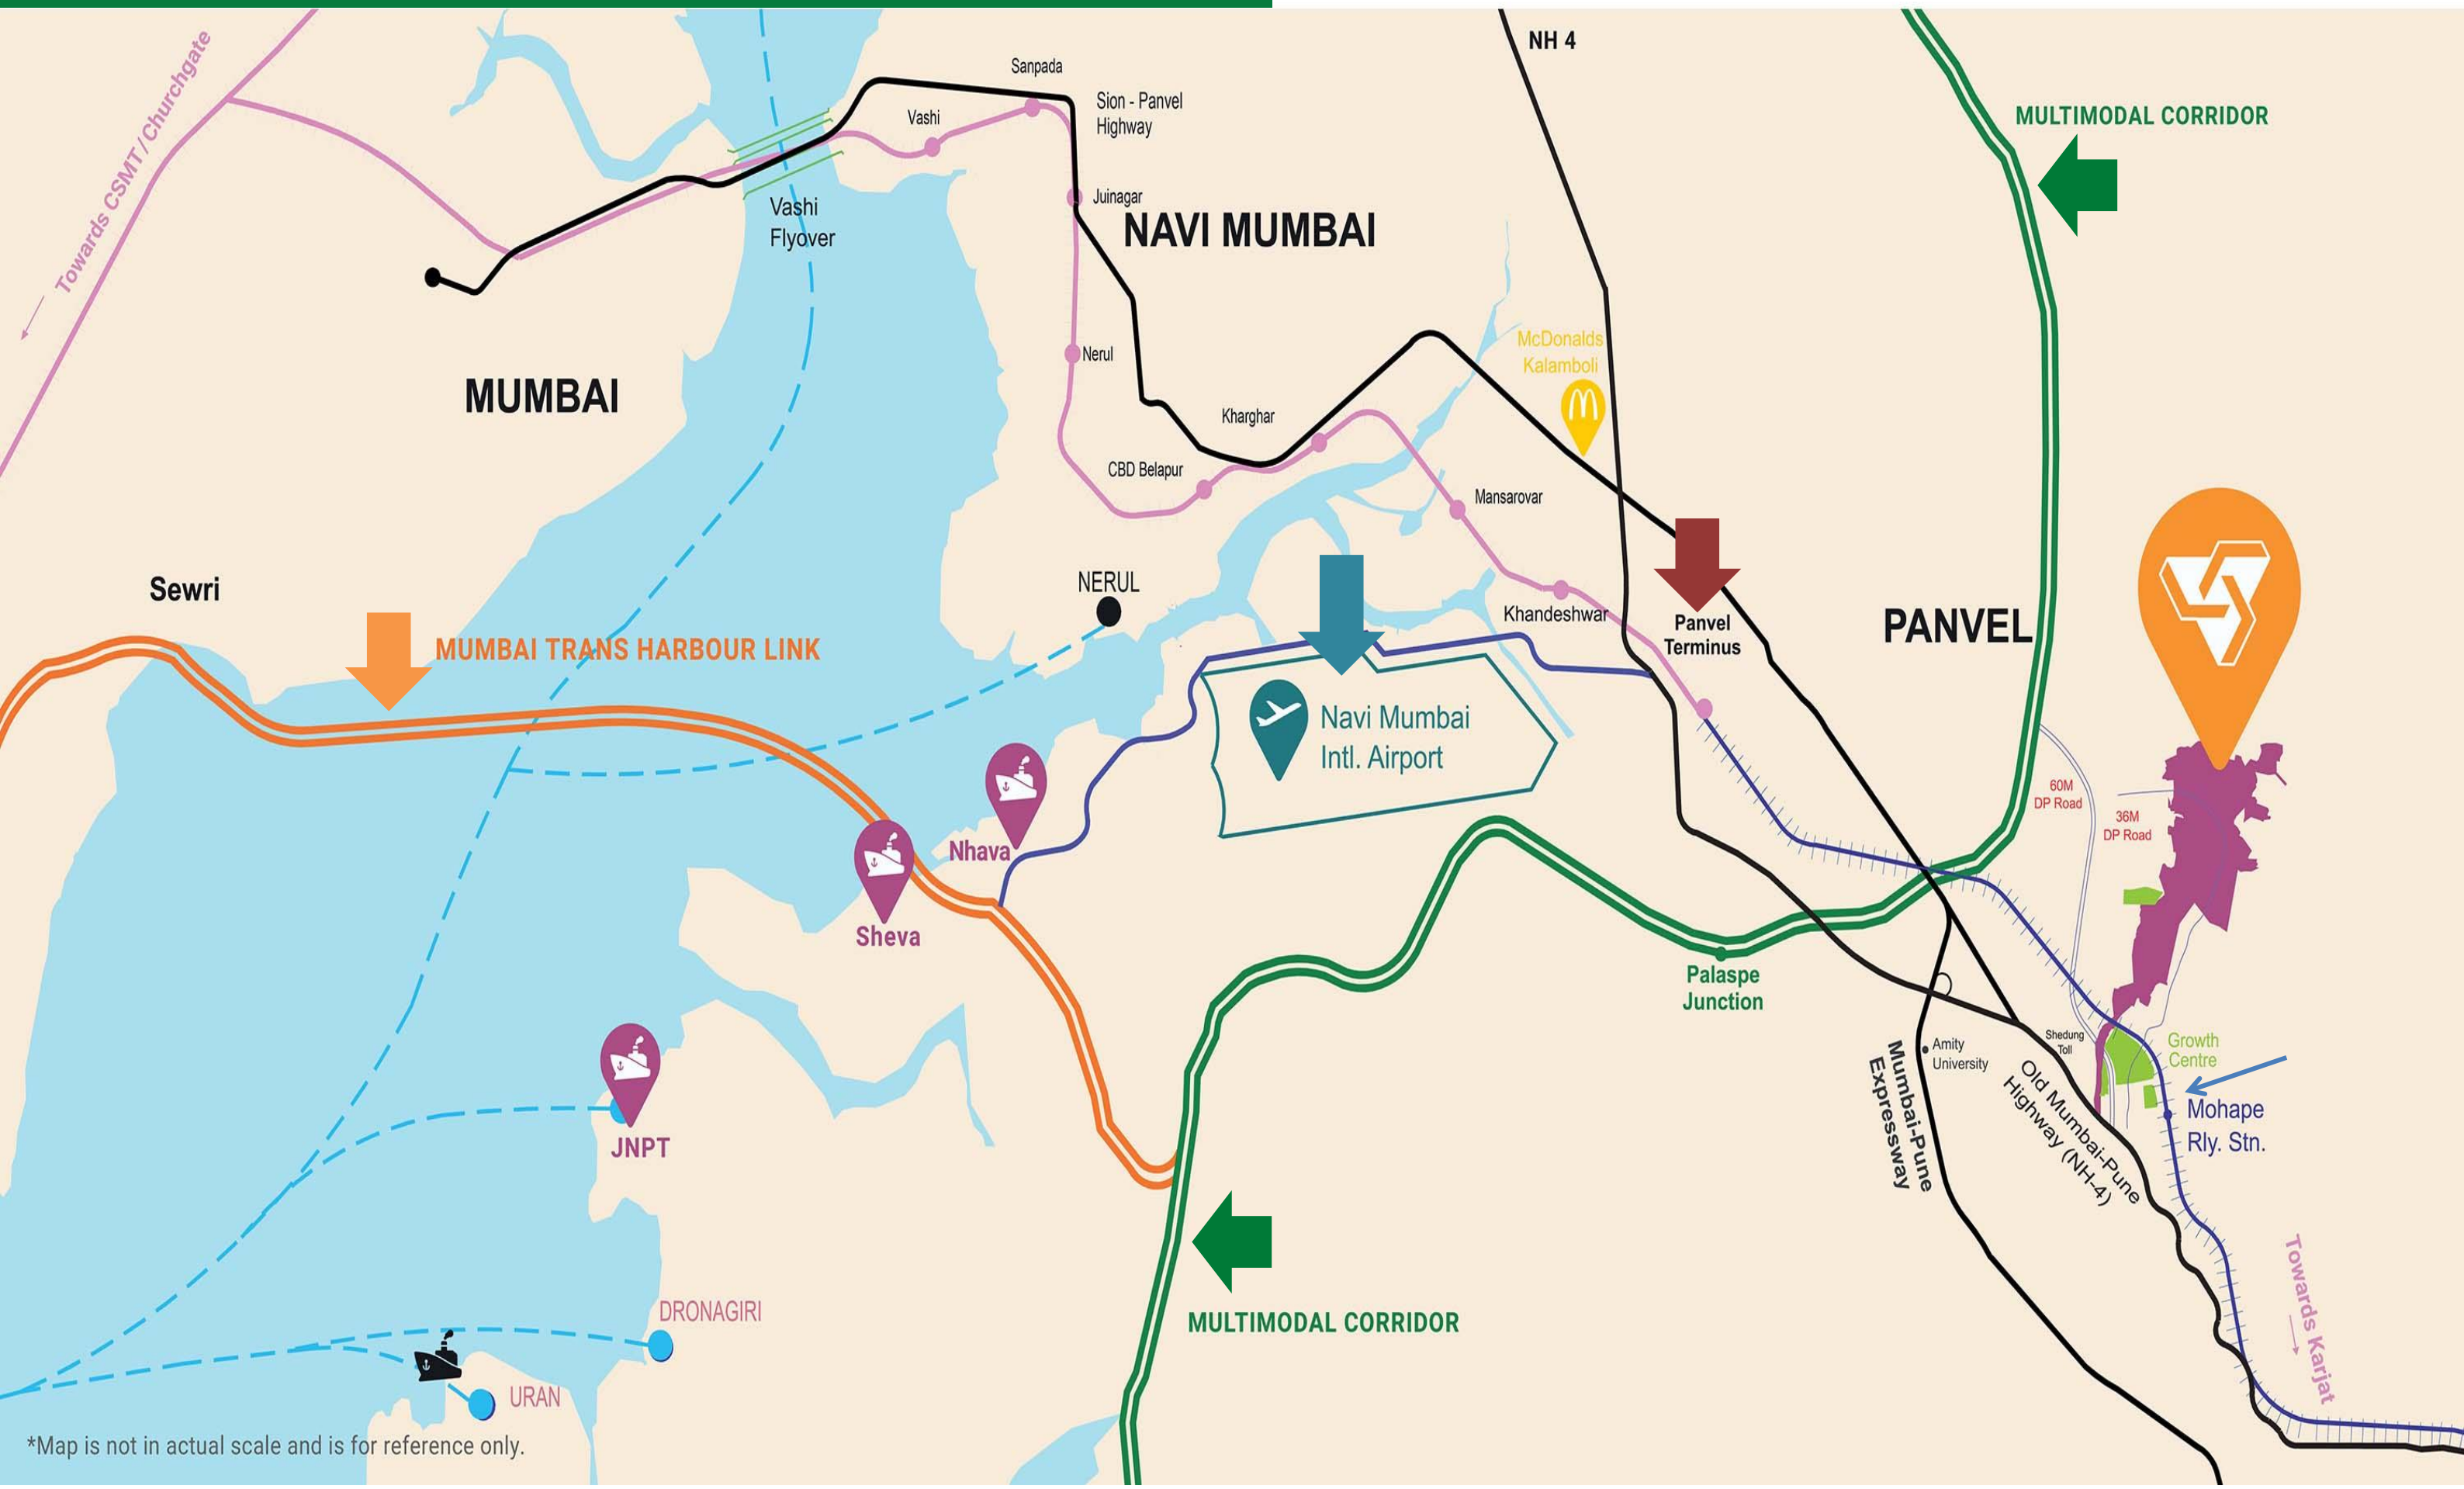 NH 4
Towards CSMT/Churchgate
Sanpada
Sion - Panvel
Highway
Vashi
MULTIMODAL CORRIDOR
Juinagar
Vashi
Flyover
NAVI MUMBAI
McDonalds
Kalamboli
Nerul
MUMBAI
Kharghar
CBD Belapur
Mansarovar
Sewri
NERUL
Khandeshwar
Panvel
Terminus
PANVEL
MUMBAI TRANS HARBOUR LINK
Navi Mumbai
Intl. Airport
60M
DP Road
36M
DP Road
Nhava
Sheva
Palaspe
Junction
Amity
University
Shedung
Toll
Growth
Centre
Mumbai-Pune
Expressway
Old Mumbai-Pune
Highway (NH-4)
Mohape
Rly. Stn.
JNPT
Towards Karjat
DRONAGIRI
MULTIMODAL CORRIDOR
URAN
*Map is not in actual scale and is for reference only.